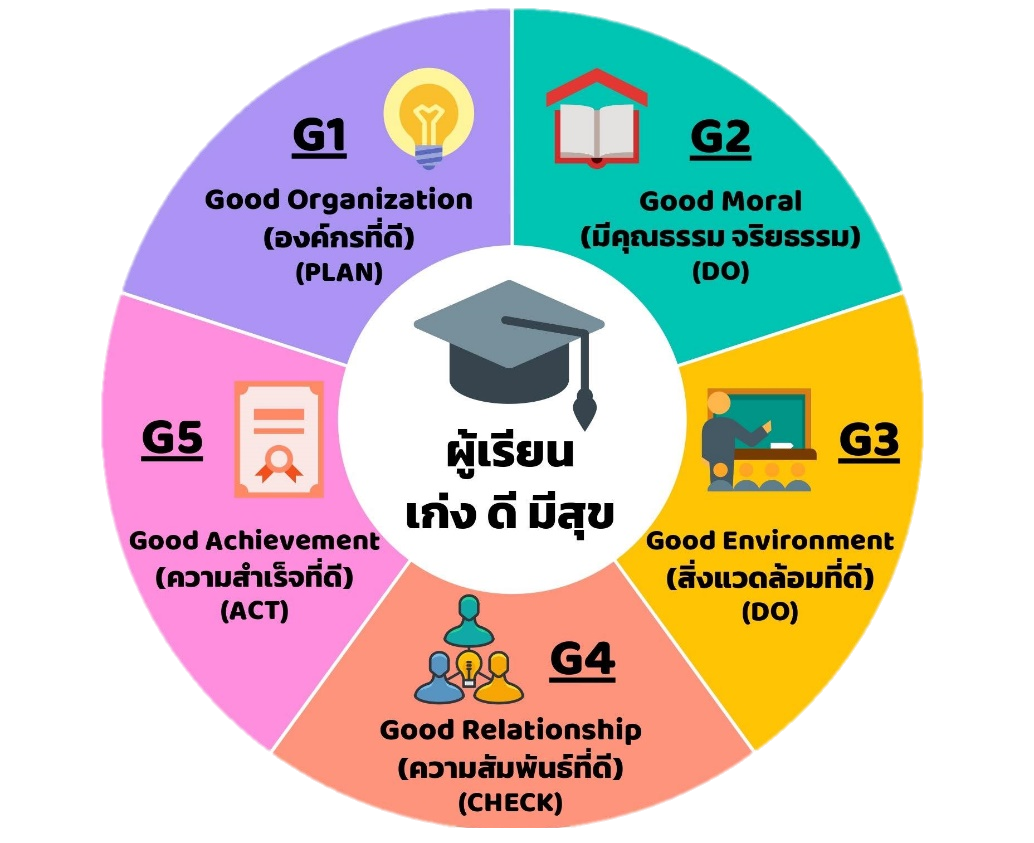 G1
Good Organization
(องค์กรที่ดี)
(PLAN)
G2
Good Moral
(มีคุณธรรม จริยธรรม)
(DO)
G3
Good Environment
(สิ่งแวดล้อมที่ดี)
(DO)
G4
Good Relationship
(ความสัมพันธ์ที่ดี)
(CHECK)
G5
Good Achievement
(ความสำเร็จที่ดี)
(ACT)
ผู้เรียน
เก่ง ดี มีสุข